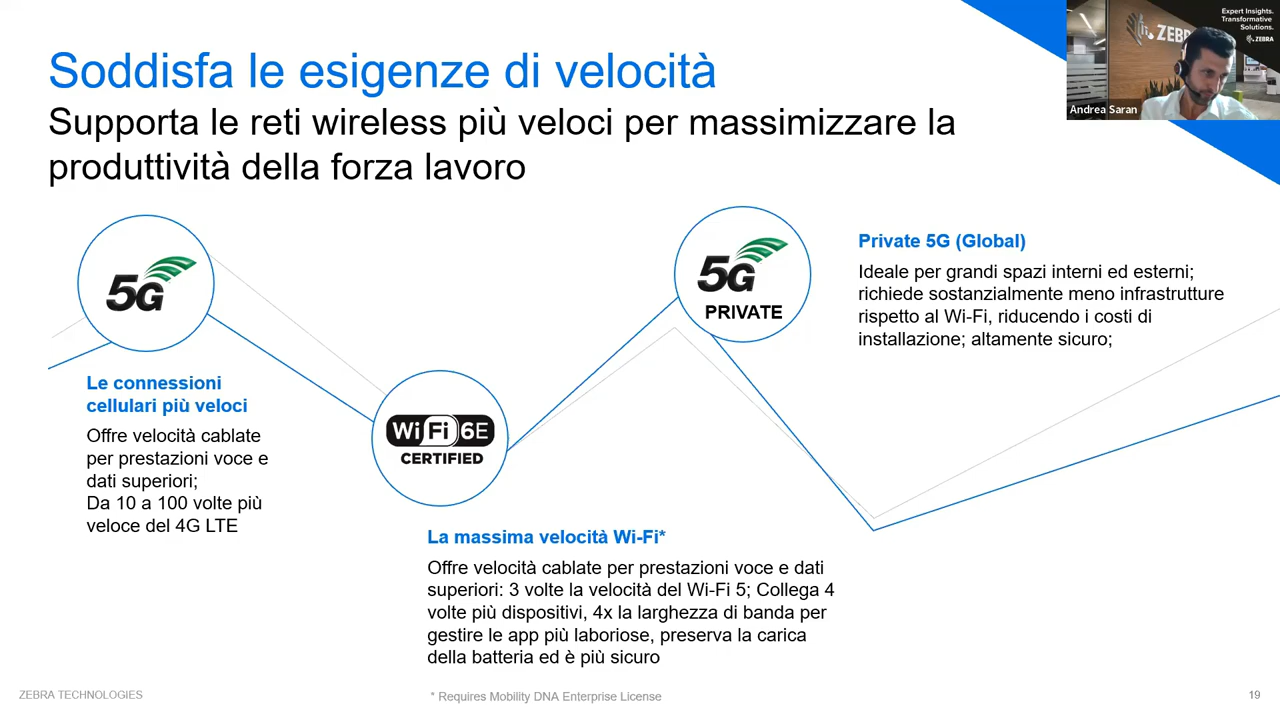 Soddisfa le esigenze di velocità
Supporta le reti wireless più veloci per massimizzare la
produttività della forza lavoro
Expert Insights.
Transformative
Solutions.
ZEBRA
ZEBRA
Andrea Saran
5G
Le connessioni
cellulari più veloci
Offre velocità cablate
per prestazioni voce e
dati superiori;
Da 10 a 100 volte più
veloce del 4G LTE
Wi Fi 6E
CERTIFIED
La massima velocità Wi-Fi*
Offre velocità cablate per prestazioni voce e dati
superiori: 3 volte la velocità del Wi-Fi 5; Collega 4
volte più dispositivi, 4x la larghezza di banda per
gestire le app più laboriose, preserva la carica
della batteria ed è più sicuro
5G
PRIVATE
Private 5G (Global)
Ideale per grandi spazi interni ed esterni;
richiede sostanzialmente meno infrastrutture
rispetto al Wi-Fi, riducendo i costi di
installazione; altamente sicuro;
ZEBRA TECHNOLOGIES
* Requires Mobility DNA Enterprise License
19